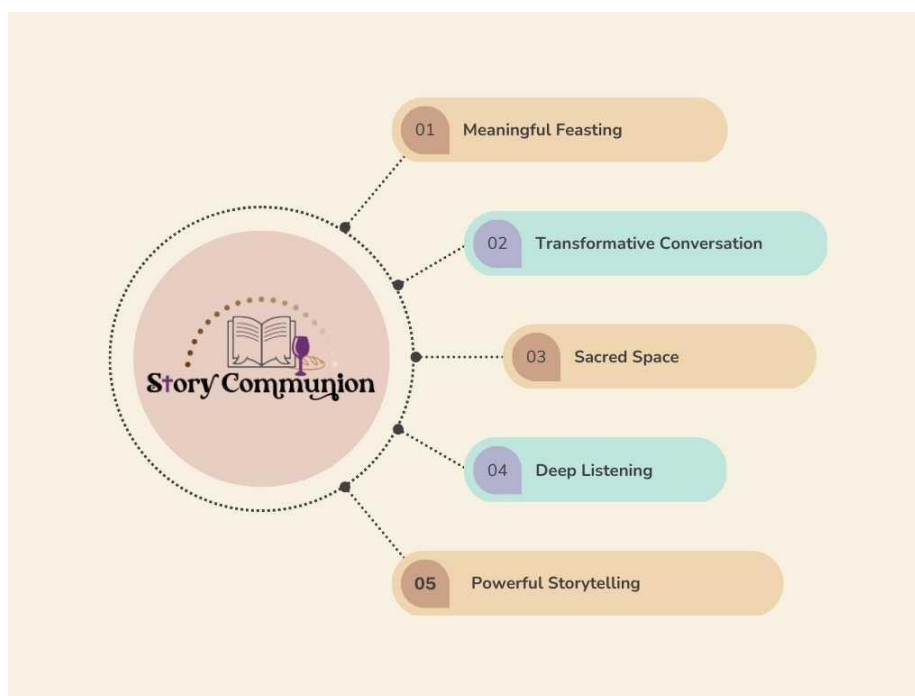 01 Meaningful Feasting
02 Transformative Conversation
Story Communion
03 Sacred Space
04 Deep Listening
05 Powerful Storytelling